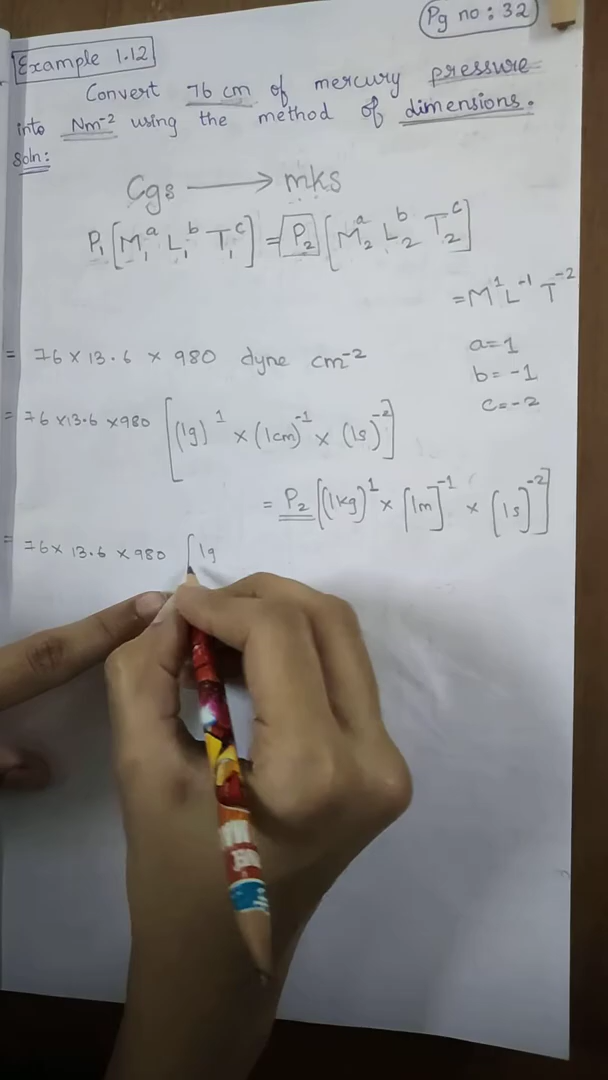 Pg no : 32
Example 1.12
Convert 76 cm of mercury pressure
into Nm⁻² using the method of dimensions.
Soln:
Cgs → mks
P₁ [M₁ᵃ L₁ᵇ T₁ᶜ] = P₂ [M₂ᵃ L₂ᵇ T₂ᶜ]
= M¹ L⁻¹ T⁻²
a=1
b=-1
c=-2
= 76 × 13.6 × 980 dyne cm⁻²
= 76 ×13.6 ×980 [(1g)¹ × (1cm)⁻¹ × (1s)⁻²]
= P₂ [(1kg)¹ × [1m]⁻¹ × [1s]⁻²]
= 76 × 13.6 × 980 [1g